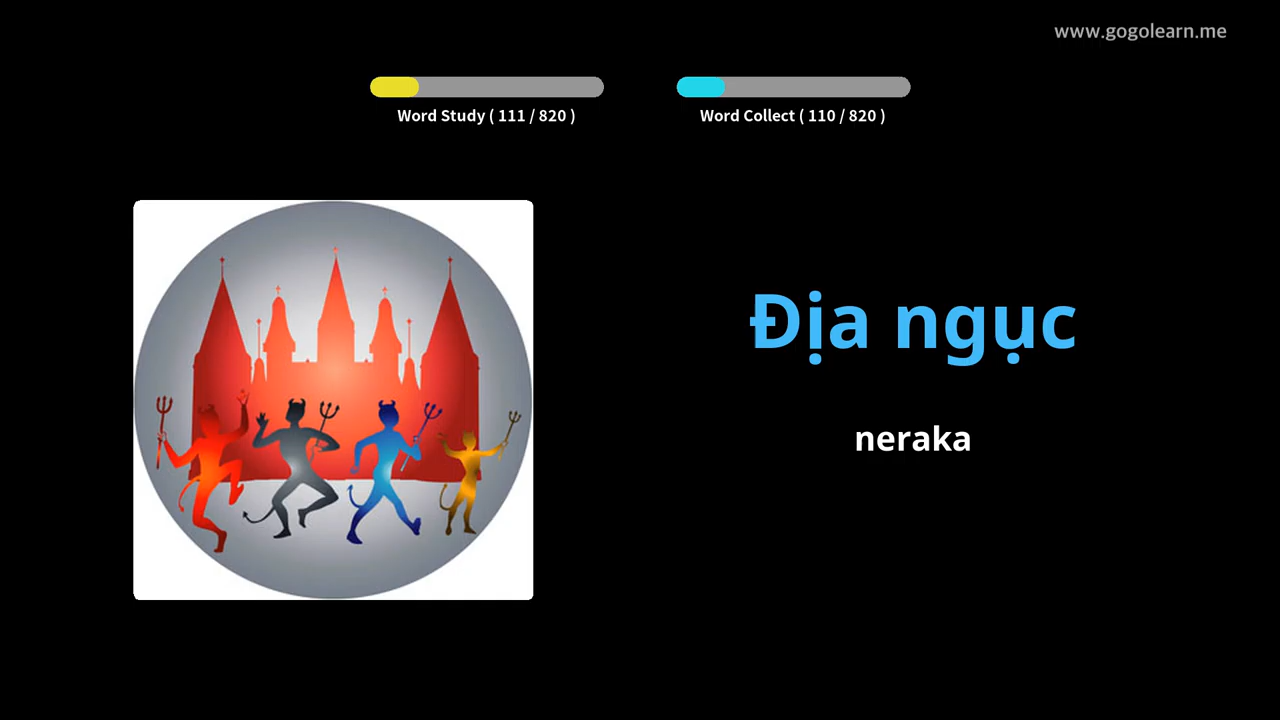 www.gogolearn.me
Word Study ( 111 / 820 )
Word Collect ( 110 / 820 )
Địa ngục
neraka